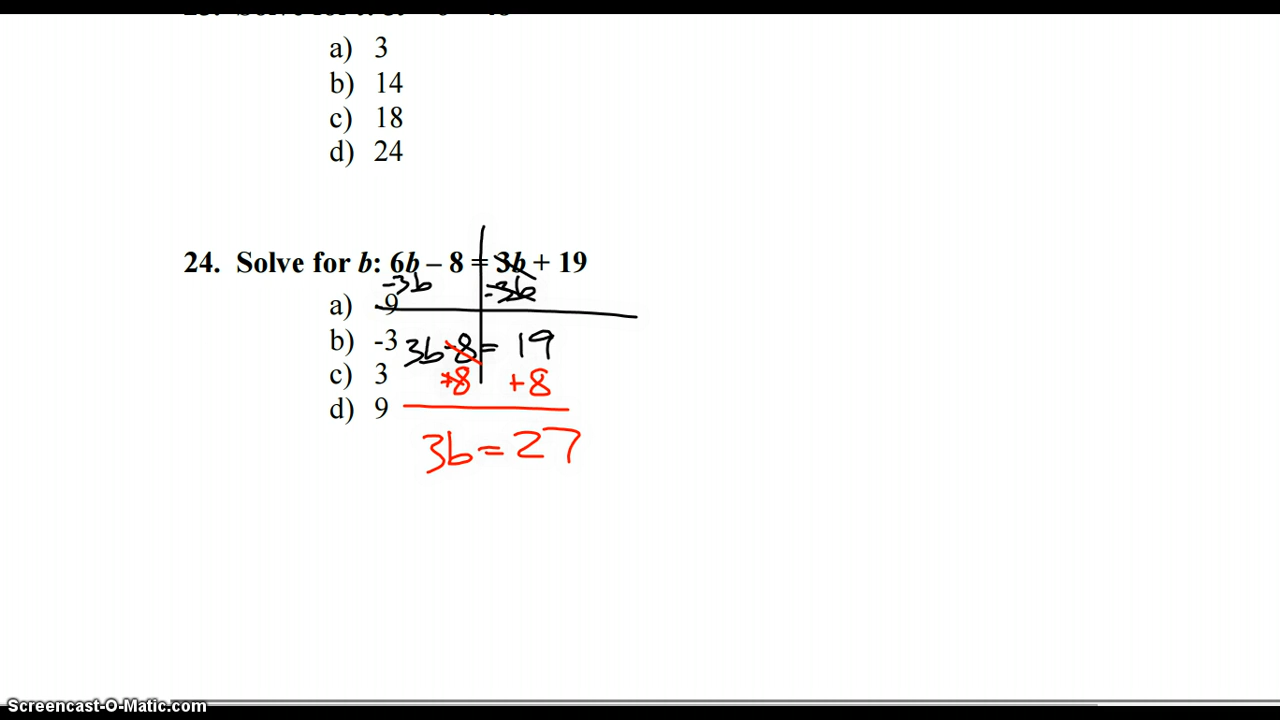 a) 3
b) 14
c) 18
d) 24
24. Solve for b: 6b – 8 = 3b + 19
-3b -3b
a) -9
b) -3
3b-8 = 19
c) 3
+8 +8
d) 9
3b = 27
Screencast-O-Matic.com